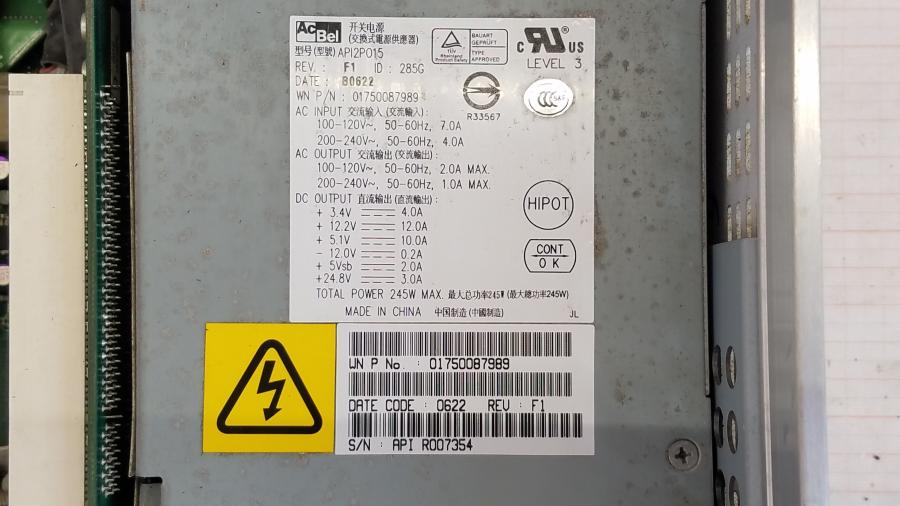 AcBel
开关电源
(交換式電源供應器)
型号(型號) API2PO15
REV : F1 ID : 285G
DATE : B0622
WN P/N : 01750087989
AC INPUT 交流输入 (交流輸入) :
100-120V~, 50-60Hz, 7.0A
200-240V~, 50-60Hz, 4.0A
AC OUTPUT 交流输出 (交流輸出) :
100-120V~, 50-60Hz, 2.0A MAX.
200-240V~, 50-60Hz, 1.0A MAX.
DC OUTPUT 直流输出 (直流輸出) :
+ 3.4V 4.0A
+ 12.2V 12.0A
+ 5.1V 10.0A
- 12.0V 0.2A
+ 5Vsb 2.0A
+24.8V 3.0A
TOTAL POWER 245W MAX. 最大总功率245W (最大總功率245W)
MADE IN CHINA 中国制造 (中國製造)
JL
TÜV
Rheinland
Product Safety
BAUART
GEPRÜFT
TYPE
APPROVED
c RU US
LEVEL 3
R33567
CCC S&E
HIPOT
CONT
OK
WN P No. : 01750087989
DATE CODE : 0622 REV : F1
S/N : API R007354